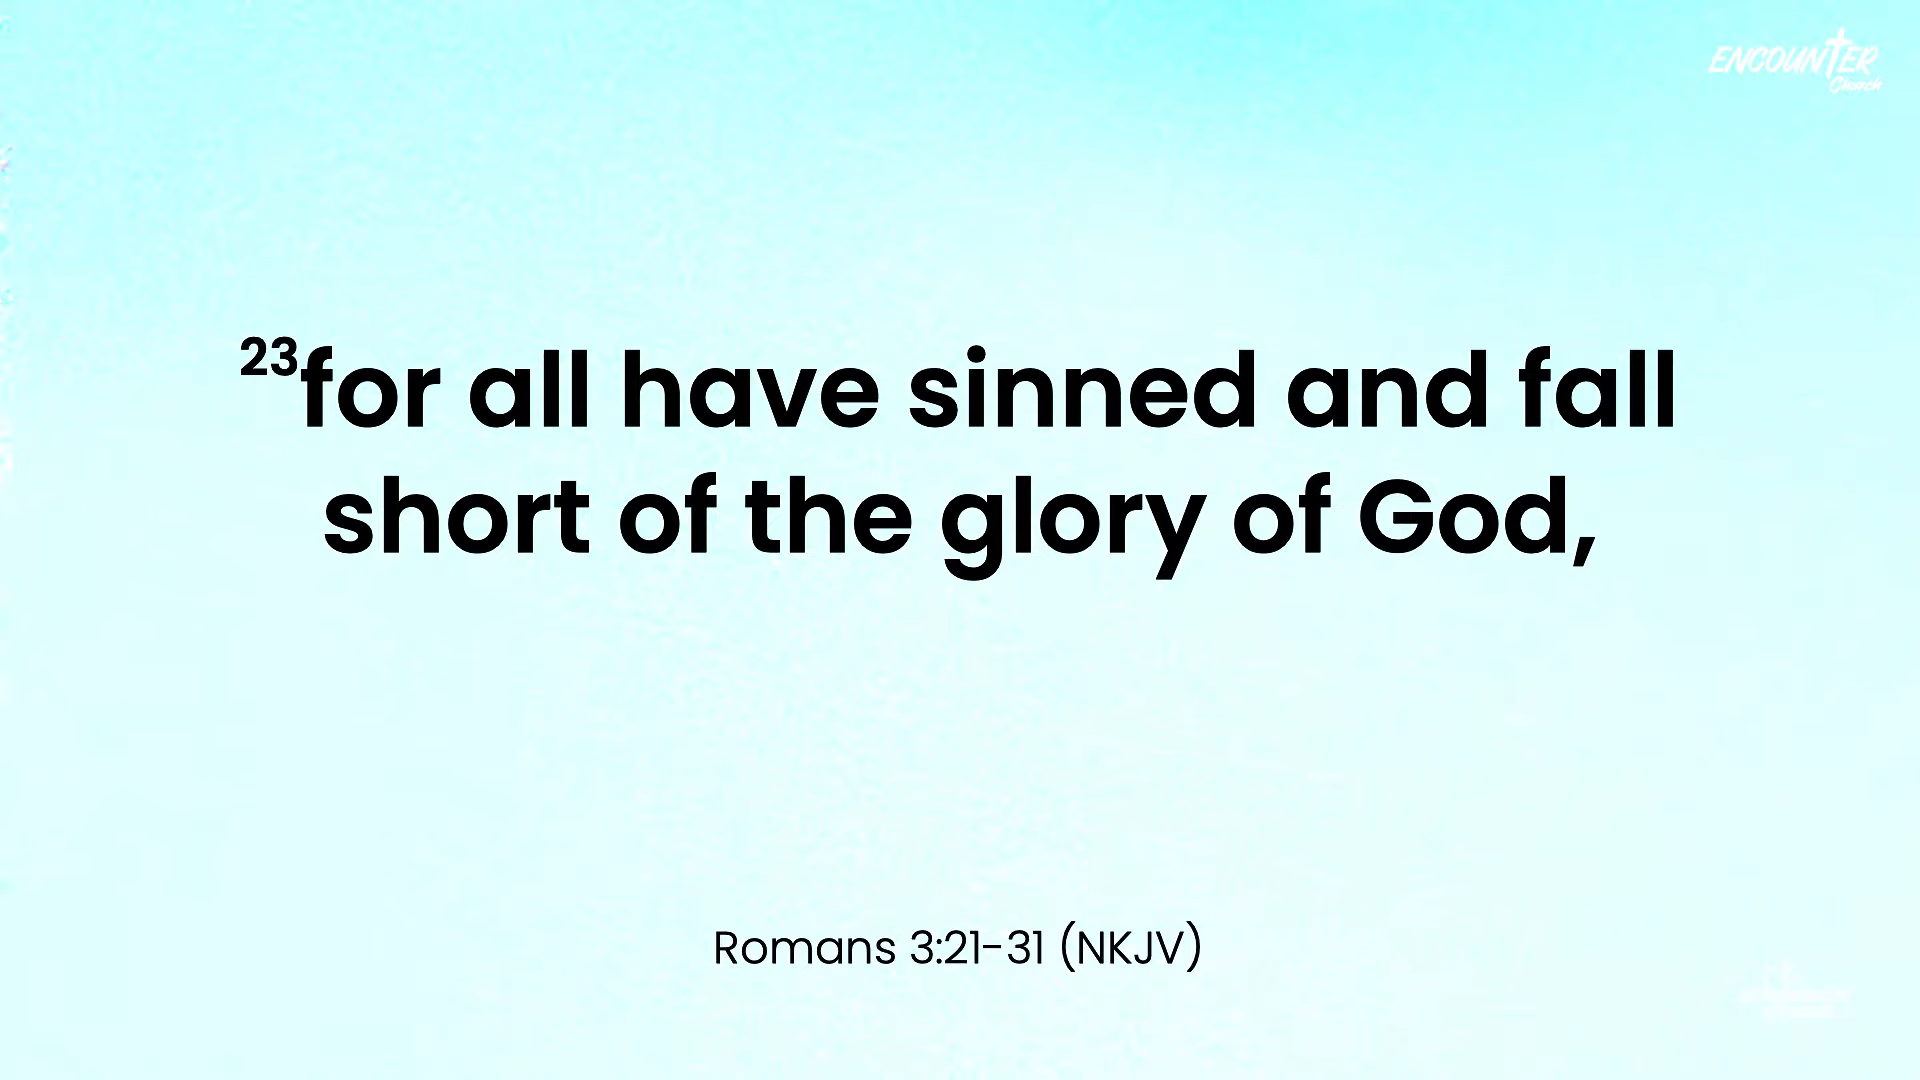 ENCOUNTER
Church
23for all have sinned and fall
short of the glory of God,
Romans 3:21-31 (NKJV)